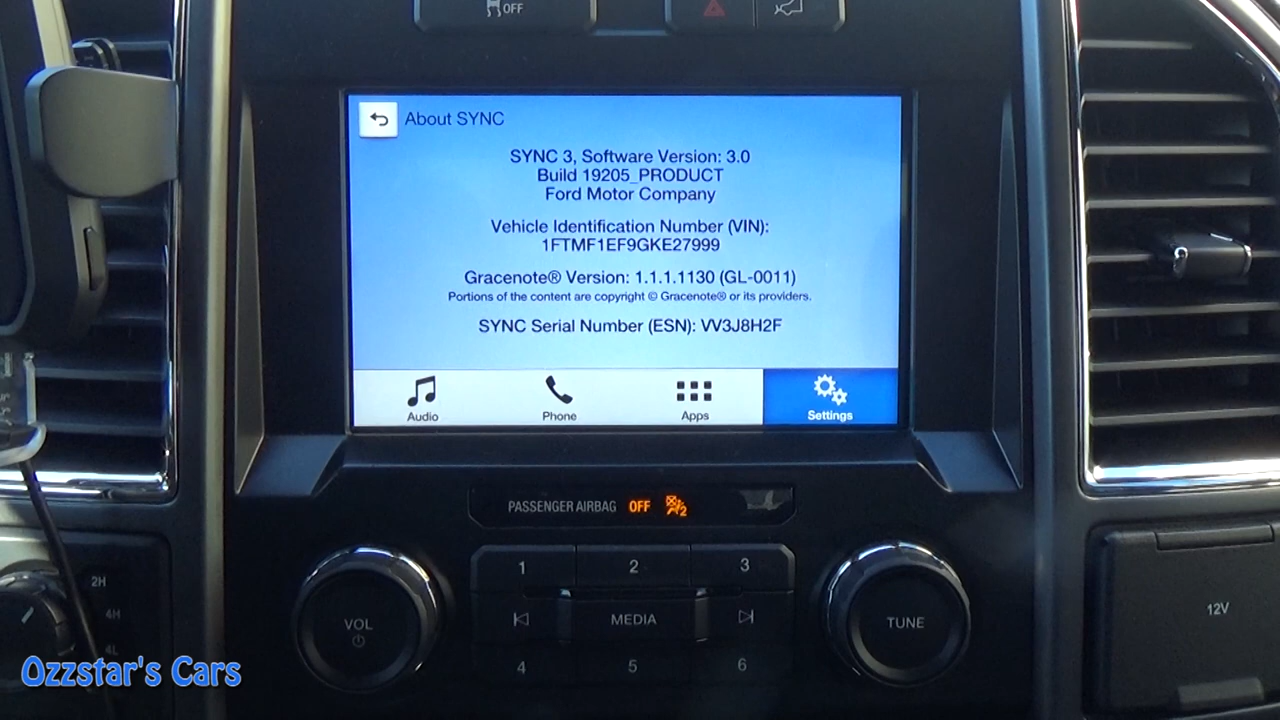 OFF
About SYNC
SYNC 3, Software Version: 3.0
Build 19205_PRODUCT
Ford Motor Company
Vehicle Identification Number (VIN):
1FTMF1EF9GKE27999
Gracenote® Version: 1.1.1.1130 (GL-0011)
Portions of the content are copyright © Gracenote® or its providers.
SYNC Serial Number (ESN): VV3J8H2F
Audio
Phone
Apps
Settings
PASSENGER AIRBAG OFF 2
1 2 3
MEDIA
4 5 6
VOL
TUNE
2H
4H
4L
12V
Ozzstar's Cars